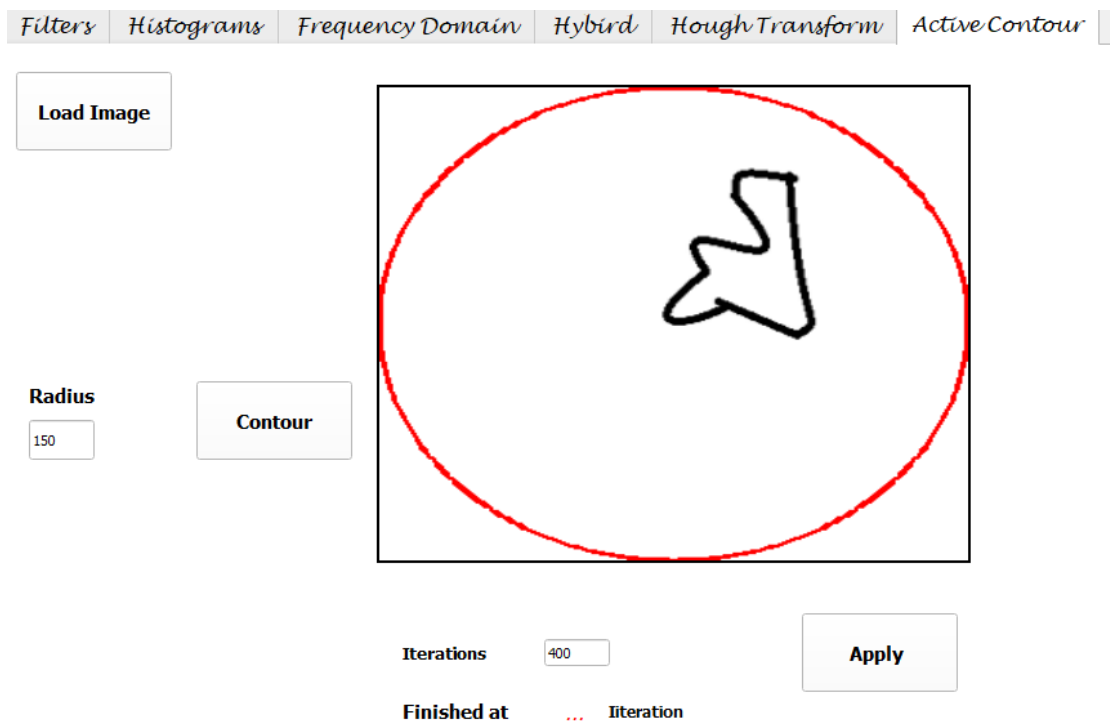 Filters Histograms Frequency Domain Hybird Hough Transform Active Contour
Load Image
Radius
150
Contour
Iterations 400
Apply
Finished at ... Iiteration